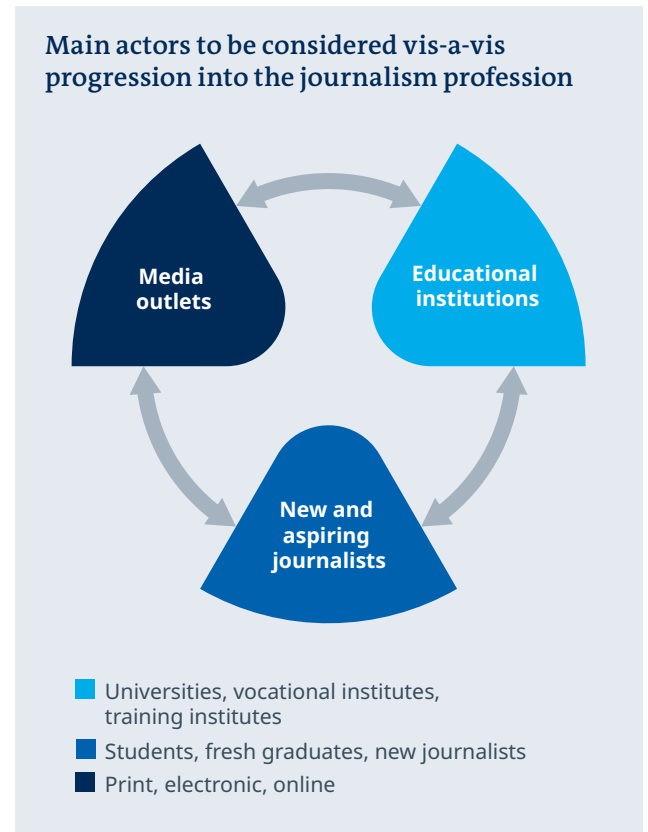 Main actors to be considered vis-a-vis
progression into the journalism profession
Media
outlets
Educational
institutions
New and
aspiring
journalists
Universities, vocational institutes,
training institutes
Students, fresh graduates, new journalists
Print, electronic, online